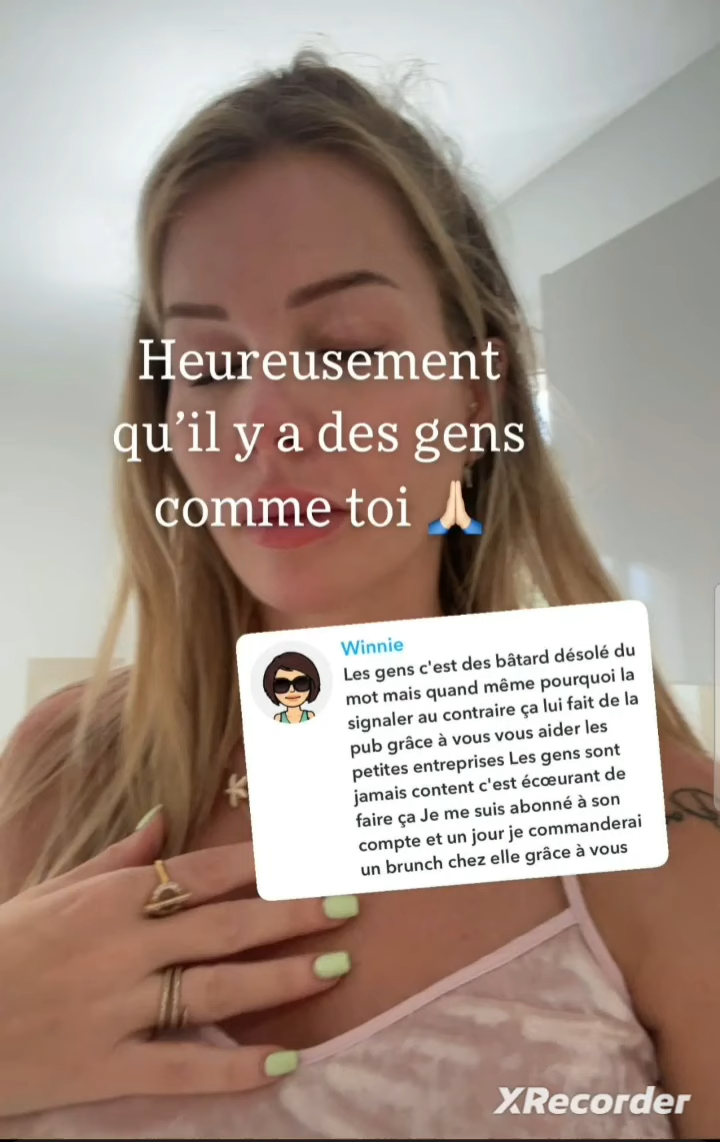 Heureusement
qu’il y a des gens
comme toi 🙏🏻
Winnie
Les gens c'est des bâtard désolé du
mot mais quand même pourquoi la
signaler au contraire ça lui fait de la
pub grâce à vous vous aider les
petites entreprises Les gens sont
jamais content c'est écœurant de
faire ça Je me suis abonné à son
compte et un jour je commanderai
un brunch chez elle grâce à vous
XRecorder